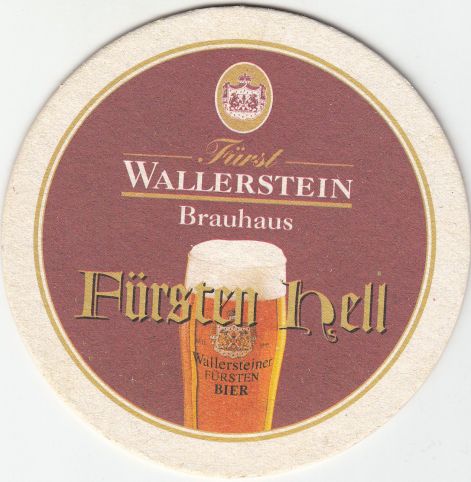 Fürst
WALLERSTEIN
Brauhaus
Fürsten Hell
Wallersteiner
FÜRSTEN
BIER